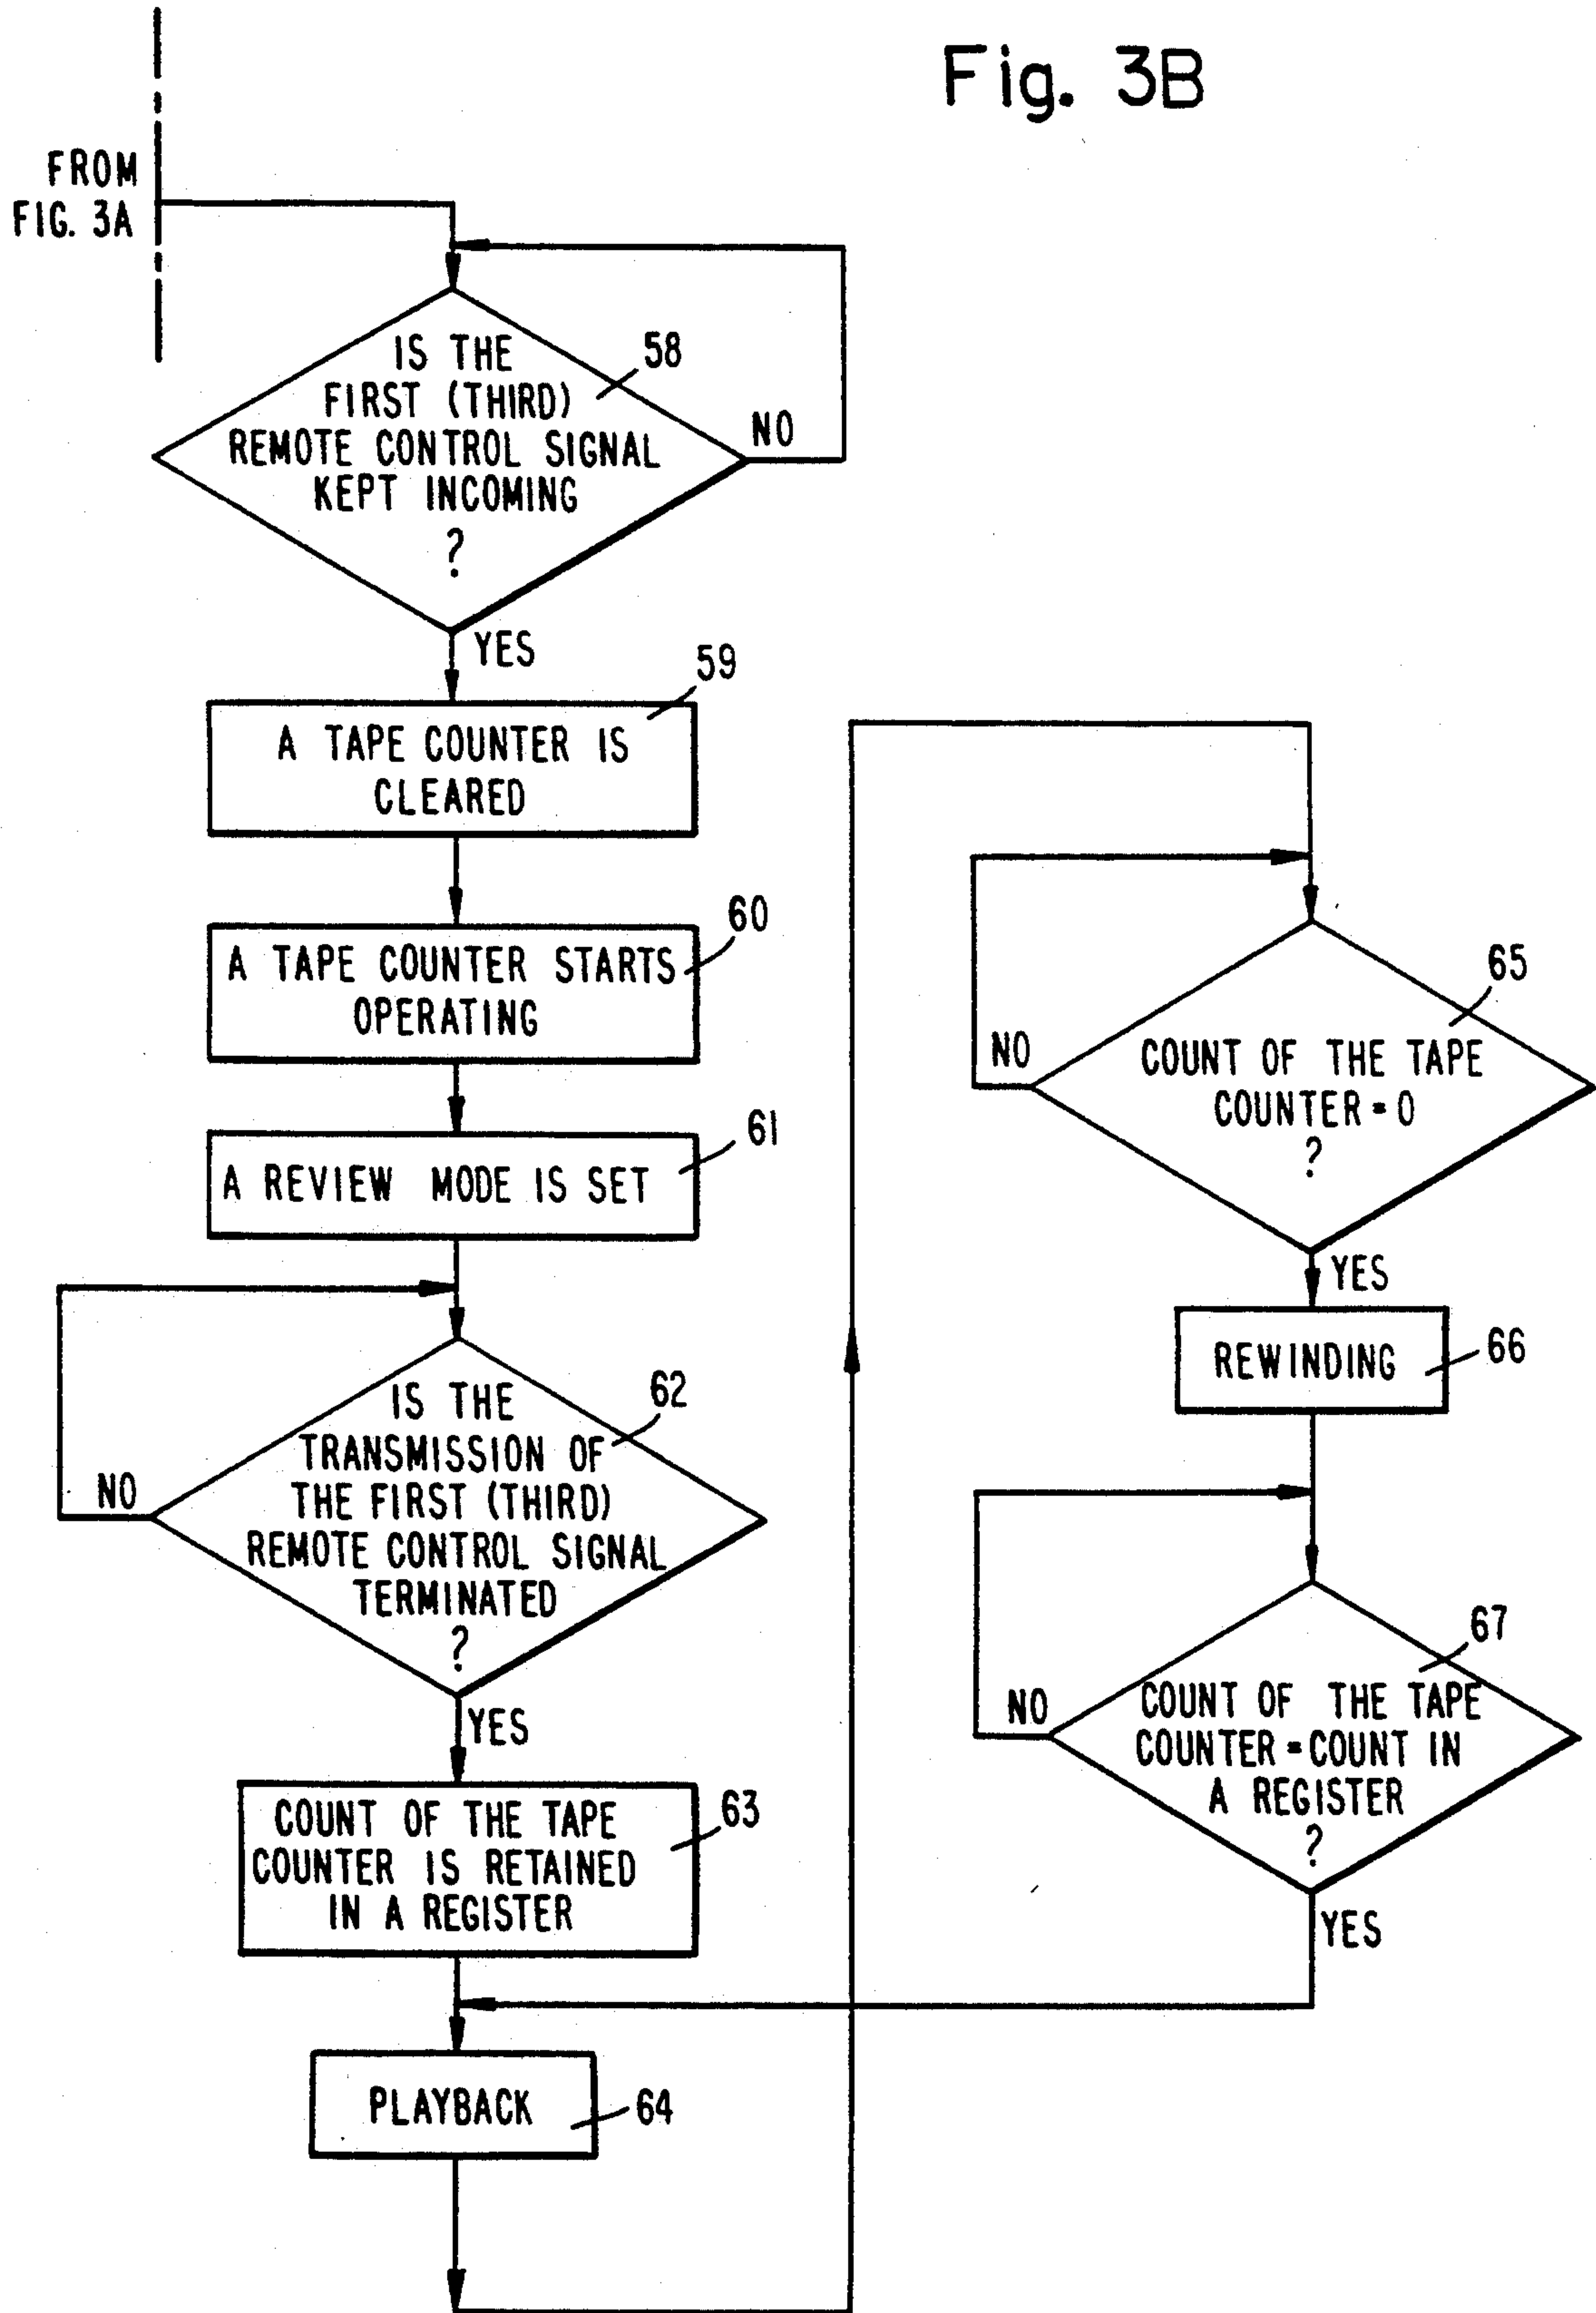 Fig. 3B
FROM
FIG. 3A
IS THE
FIRST (THIRD)
REMOTE CONTROL SIGNAL
KEPT INCOMING
?
58
NO
YES
59
A TAPE COUNTER IS
CLEARED
60
A TAPE COUNTER STARTS
OPERATING
61
A REVIEW MODE IS SET
62
IS THE
TRANSMISSION OF
THE FIRST (THIRD)
REMOTE CONTROL SIGNAL
TERMINATED
?
NO
YES
63
COUNT OF THE TAPE
COUNTER IS RETAINED
IN A REGISTER
PLAYBACK
64
65
COUNT OF THE TAPE
COUNTER = 0
?
NO
YES
REWINDING
66
67
COUNT OF THE TAPE
COUNTER = COUNT IN
A REGISTER
?
NO
YES